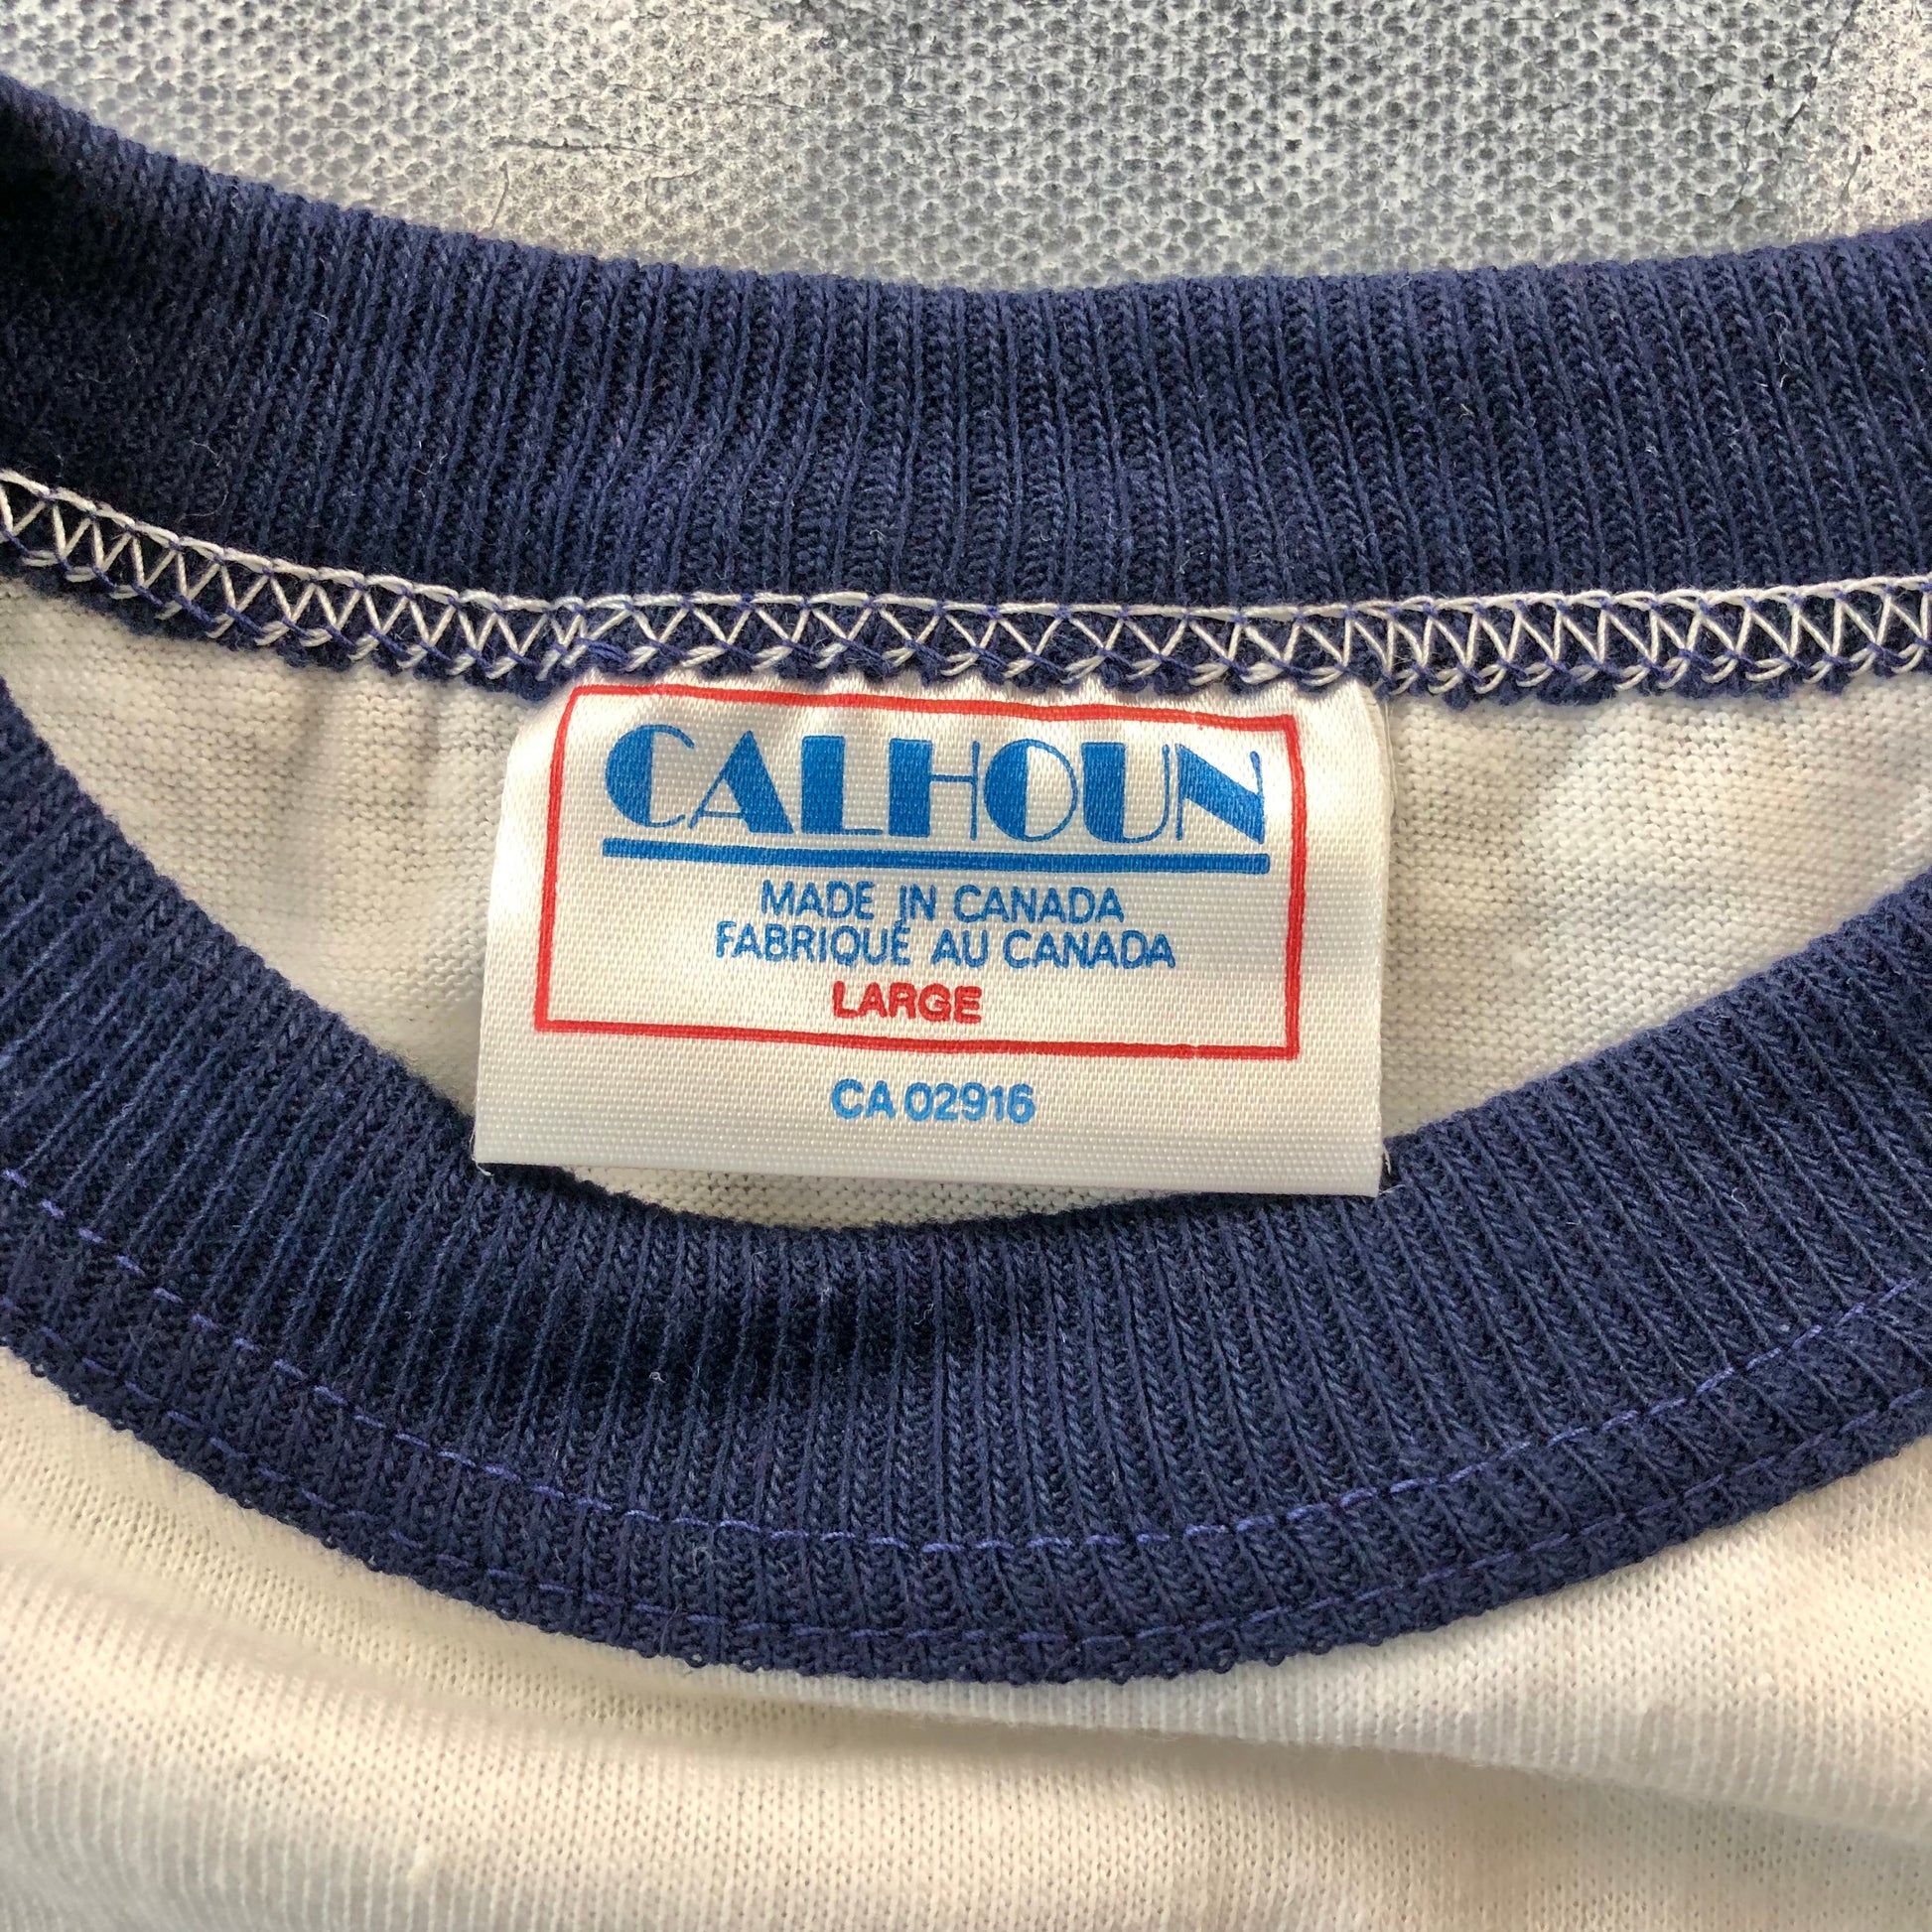 CALHOUN
MADE IN CANADA
FABRIQUÉ AU CANADA
LARGE
CA 02916